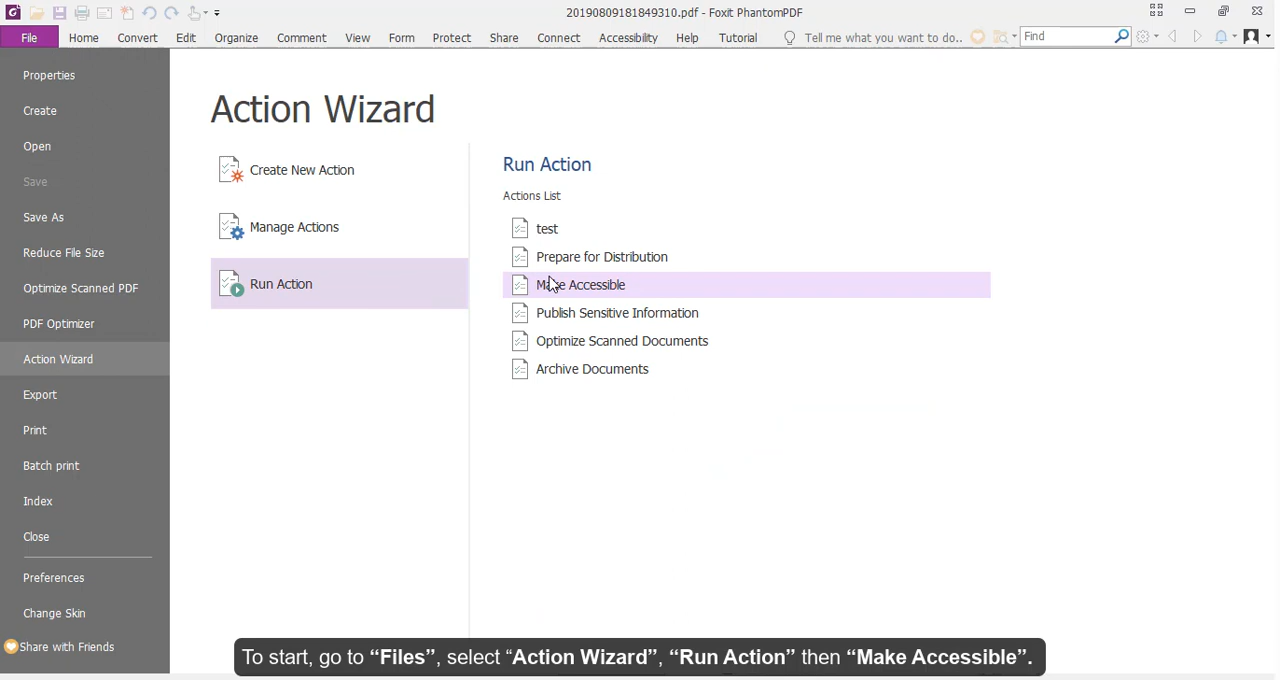 20190809181849310.pdf - Foxit PhantomPDF
File Home Convert Edit Organize Comment View Form Protect Share Connect Accessibility Help Tutorial Tell me what you want to do.. Find
Properties
Create
Open
Save
Save As
Reduce File Size
Optimize Scanned PDF
PDF Optimizer
Action Wizard
Export
Print
Batch print
Index
Close
Preferences
Change Skin
Share with Friends
Action Wizard
Create New Action
Manage Actions
Run Action
Run Action
Actions List
test
Prepare for Distribution
Make Accessible
Publish Sensitive Information
Optimize Scanned Documents
Archive Documents
To start, go to “Files”, select “Action Wizard”, “Run Action” then “Make Accessible”.